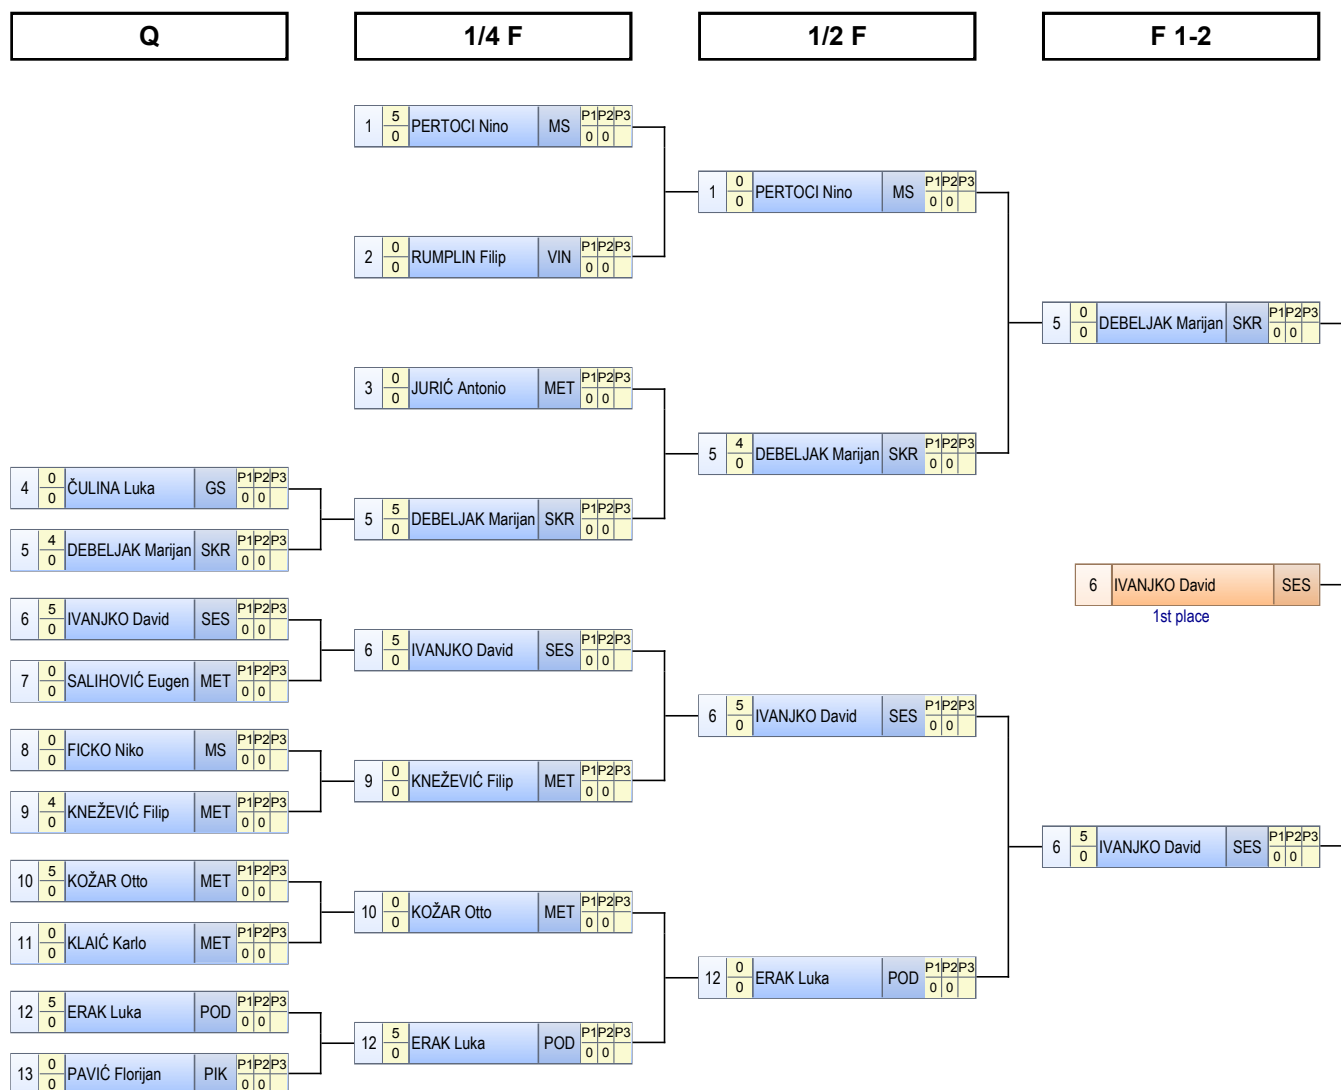 Q 1/4 F 1/2 F F 1-2
1 5 0 PERTOCI Nino MS P1 P2 P3 0 0
1 0 0 PERTOCI Nino MS P1 P2 P3 0 0
2 0 0 RUMPLIN Filip VIN P1 P2 P3 0 0
5 0 0 DEBELJAK Marijan SKR P1 P2 P3 0 0
3 0 0 JURIĆ Antonio MET P1 P2 P3 0 0
5 4 0 DEBELJAK Marijan SKR P1 P2 P3 0 0
4 0 0 ČULINA Luka GS P1 P2 P3 0 0
5 5 0 DEBELJAK Marijan SKR P1 P2 P3 0 0
5 4 0 DEBELJAK Marijan SKR P1 P2 P3 0 0
6 IVANJKO David SES
1st place
6 5 0 IVANJKO David SES P1 P2 P3 0 0
6 5 0 IVANJKO David SES P1 P2 P3 0 0
7 0 0 SALIHOVIĆ Eugen MET P1 P2 P3 0 0
6 5 0 IVANJKO David SES P1 P2 P3 0 0
8 0 0 FICKO Niko MS P1 P2 P3 0 0
9 0 0 KNEŽEVIĆ Filip MET P1 P2 P3 0 0
9 4 0 KNEŽEVIĆ Filip MET P1 P2 P3 0 0
6 5 0 IVANJKO David SES P1 P2 P3 0 0
10 5 0 KOŽAR Otto MET P1 P2 P3 0 0
10 0 0 KOŽAR Otto MET P1 P2 P3 0 0
11 0 0 KLAIĆ Karlo MET P1 P2 P3 0 0
12 0 0 ERAK Luka POD P1 P2 P3 0 0
12 5 0 ERAK Luka POD P1 P2 P3 0 0
12 5 0 ERAK Luka POD P1 P2 P3 0 0
13 0 0 PAVIĆ Florijan PIK P1 P2 P3 0 0